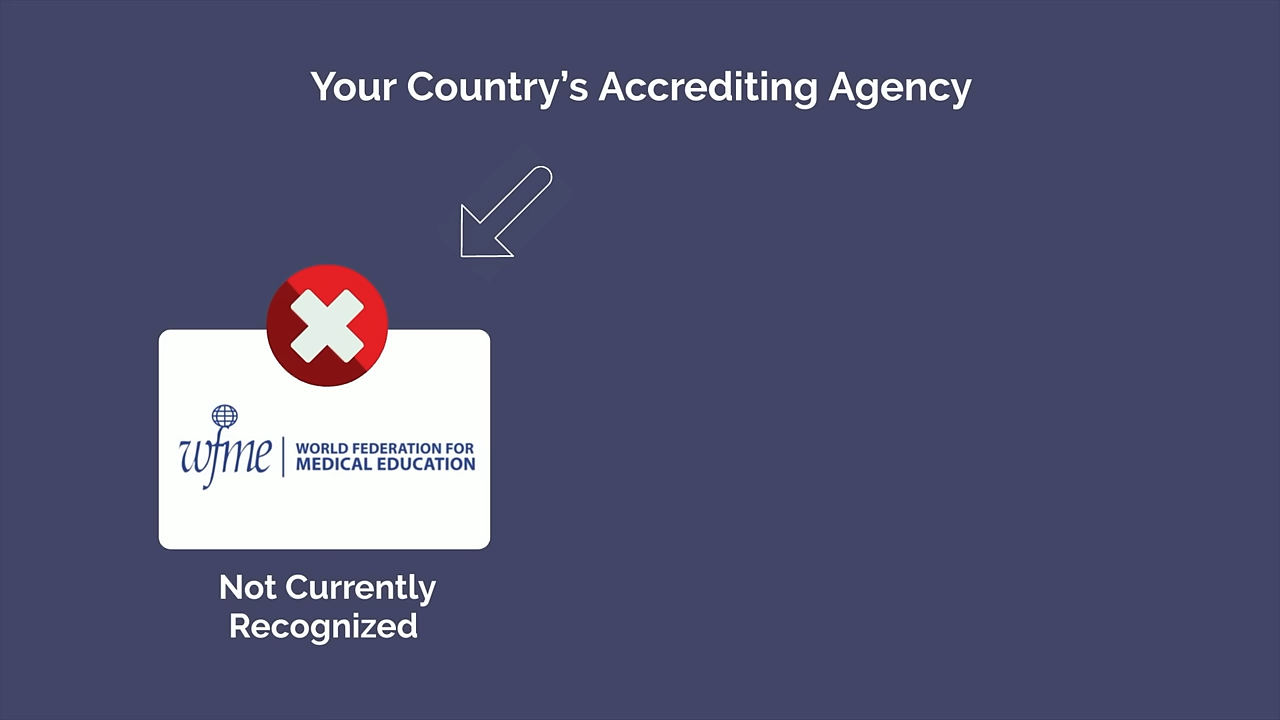 Your Country’s Accrediting Agency
wfme
WORLD FEDERATION FOR
MEDICAL EDUCATION
Not Currently
Recognized